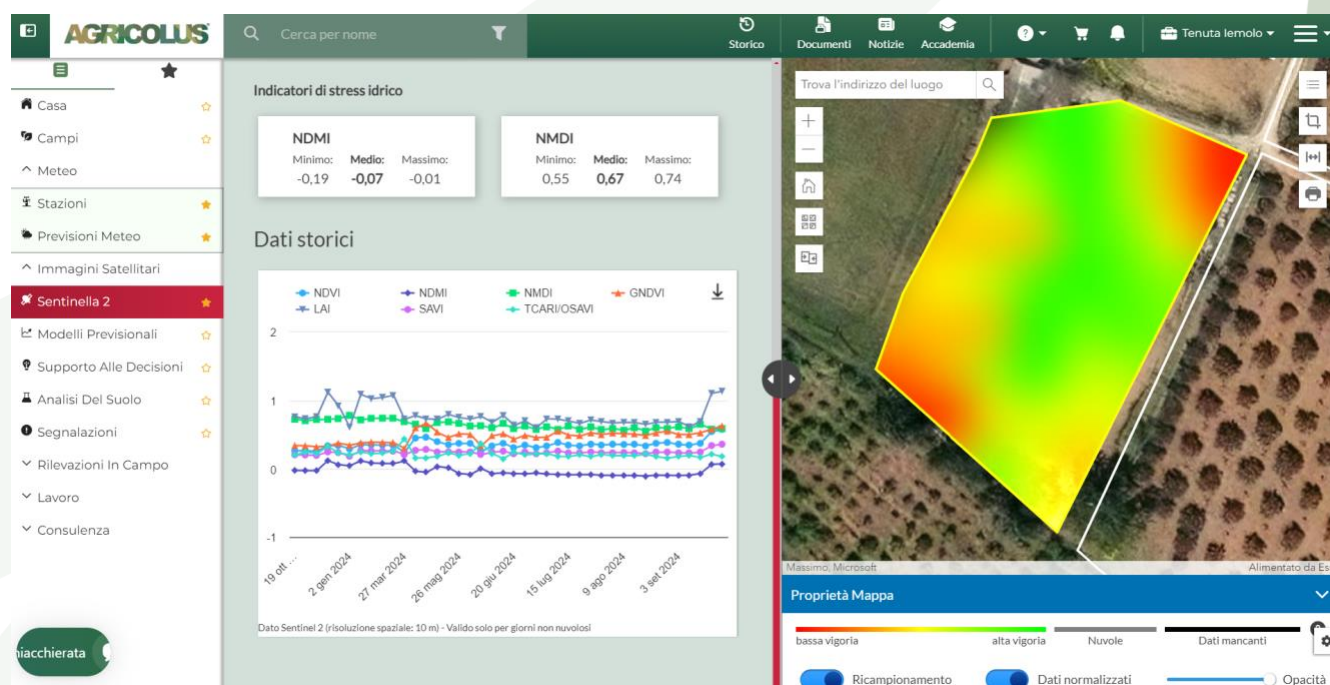 AGRICOLUS
Cerca per nome
Storico
Documenti
Notizie
Accademia
Tenuta lemolo
Casa
Campi
Meteo
Stazioni
Previsioni Meteo
Immagini Satellitari
Sentinella 2
Modelli Previsionali
Supporto Alle Decisioni
Analisi Del Suolo
Segnalazioni
Rilevazioni In Campo
Lavoro
Consulenza
hiacchierata
Indicatori di stress idrico
NDMI
Minimo: Medio: Massimo:
-0,19 -0,07 -0,01
NMDI
Minimo: Medio: Massimo:
0,55 0,67 0,74
Dati storici
NDVI NDMI NMDI GNDVI
LAI SAVI TCARI/OSAVI
2
1
0
-1
19 ott ...
2 gen 2024
27 mar 2024
26 mag 2024
20 giu 2024
15 lug 2024
9 ago 2024
3 set 2024
Dato Sentinel 2 (risoluzione spaziale: 10 m) - Valido solo per giorni non nuvolosi
Trova l'indirizzo del luogo
Massimo, Microsoft
Alimentato da Es
Proprietà Mappa
bassa vigoria
alta vigoria
Nuvole
Dati mancanti
Ricampionamento
Dati normalizzati
Opacità